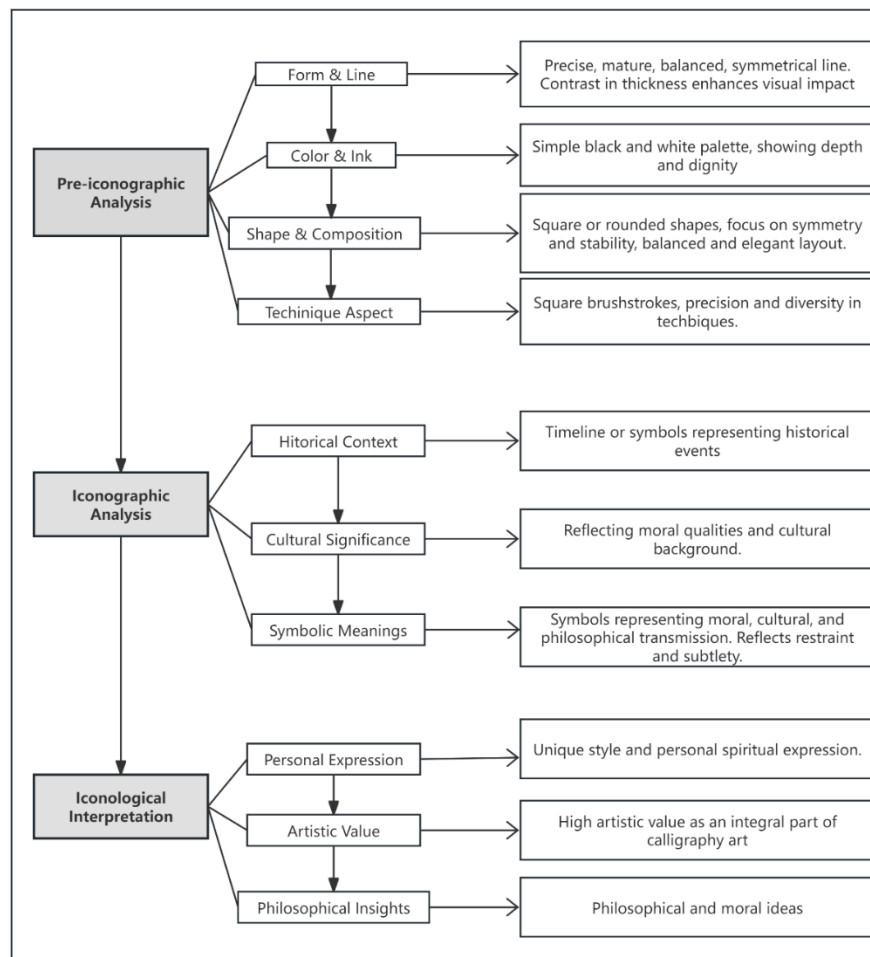 Pre-iconographic
Analysis
Form & Line
Precise, mature, balanced, symmetrical line.
Contrast in thickness enhances visual impact
Color & Ink
Simple black and white palette, showing depth
and dignity
Shape & Composition
Square or rounded shapes, focus on symmetry
and stability, balanced and elegant layout.
Techinique Aspect
Square brushstrokes, precision and diversity in
techbiques.
Iconographic
Analysis
Hitorical Context
Timeline or symbols representing historical
events
Cultural Significance
Reflecting moral qualities and cultural
background.
Symbolic Meanings
Symbols representing moral, cultural, and
philosophical transmission. Reflects restraint
and subtlety.
Iconological
Interpretation
Personal Expression
Unique style and personal spiritual expression.
Artistic Value
High artistic value as an integral part of
calligraphy art
Philosophical Insights
Philosophical and moral ideas